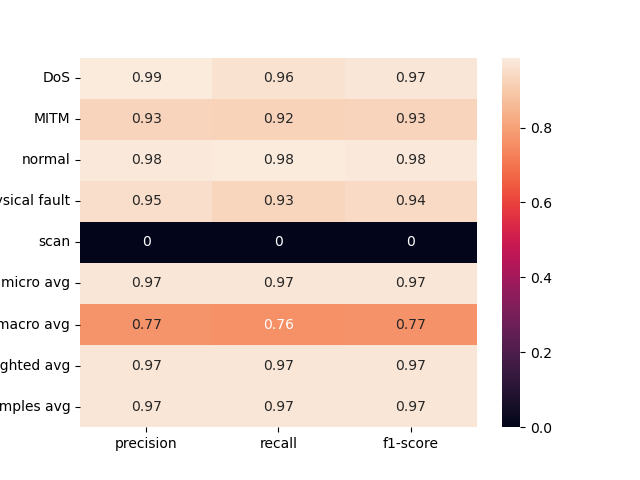 DoS 0.99 0.96 0.97
MITM 0.93 0.92 0.93
normal 0.98 0.98 0.98
sical fault 0.95 0.93 0.94
scan 0 0 0
micro avg 0.97 0.97 0.97
macro avg 0.77 0.76 0.77
ghted avg 0.97 0.97 0.97
mples avg 0.97 0.97 0.97
precision recall f1-score
0.8
0.6
0.4
0.2
0.0